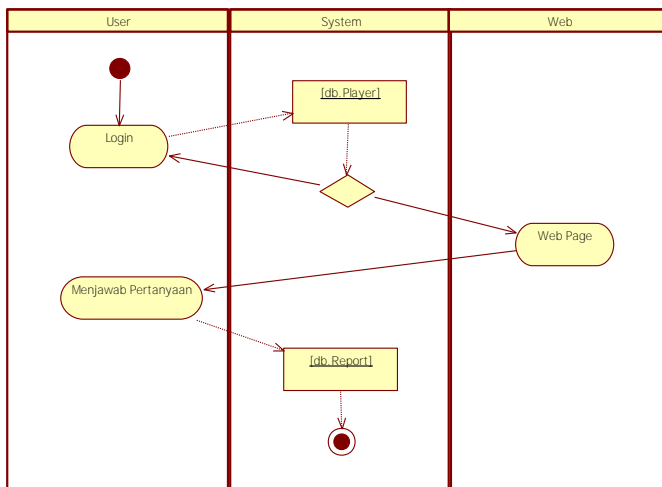 User
System
Web
[db.Player]
Login
Web Page
Menjawab Pertanyaan
[db.Report]